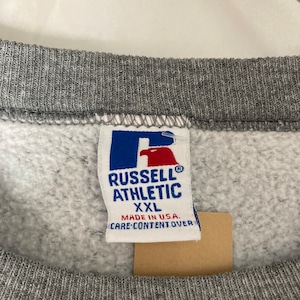 RUSSELL®
ATHLETIC
XXL
MADE IN U.S.A.
CARE·CONTENT OVER